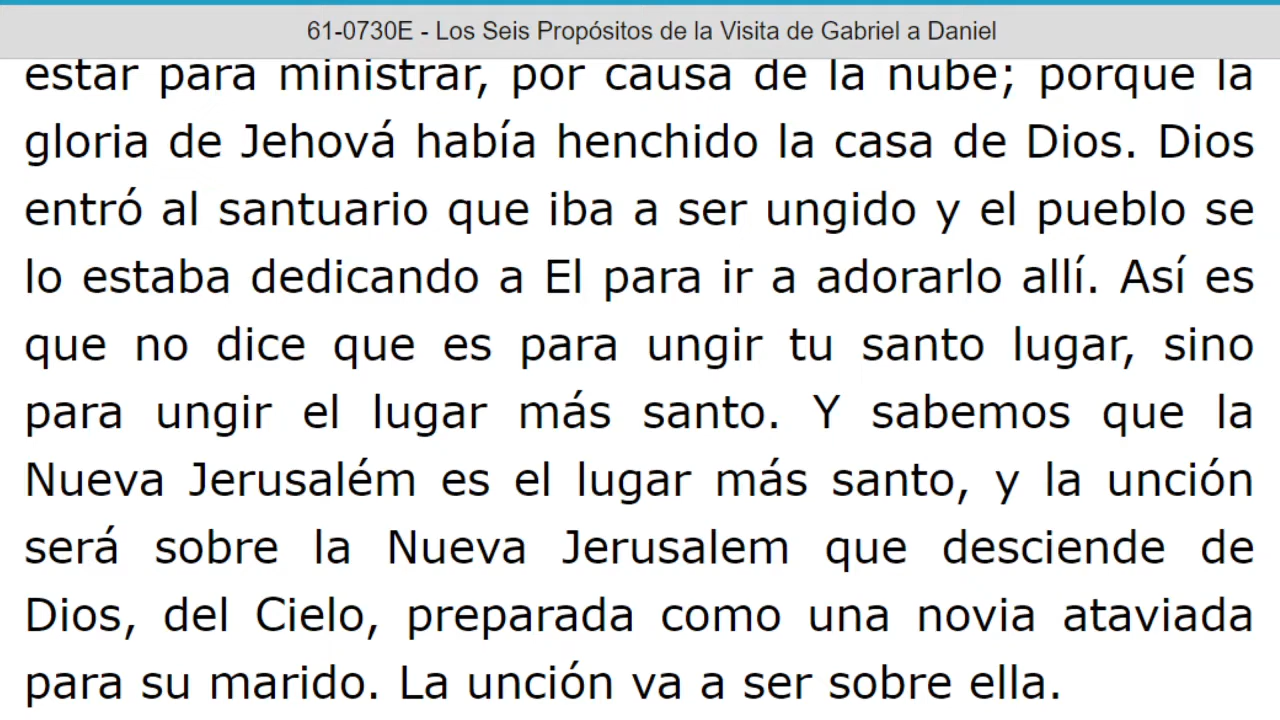 61-0730E - Los Seis Propósitos de la Visita de Gabriel a Daniel
estar para ministrar, por causa de la nube; porque la
gloria de Jehová había henchido la casa de Dios. Dios
entró al santuario que iba a ser ungido y el pueblo se
lo estaba dedicando a El para ir a adorarlo allí. Así es
que no dice que es para ungir tu santo lugar, sino
para ungir el lugar más santo. Y sabemos que la
Nueva Jerusalém es el lugar más santo, y la unción
será sobre la Nueva Jerusalem que desciende de
Dios, del Cielo, preparada como una novia ataviada
para su marido. La unción va a ser sobre ella.